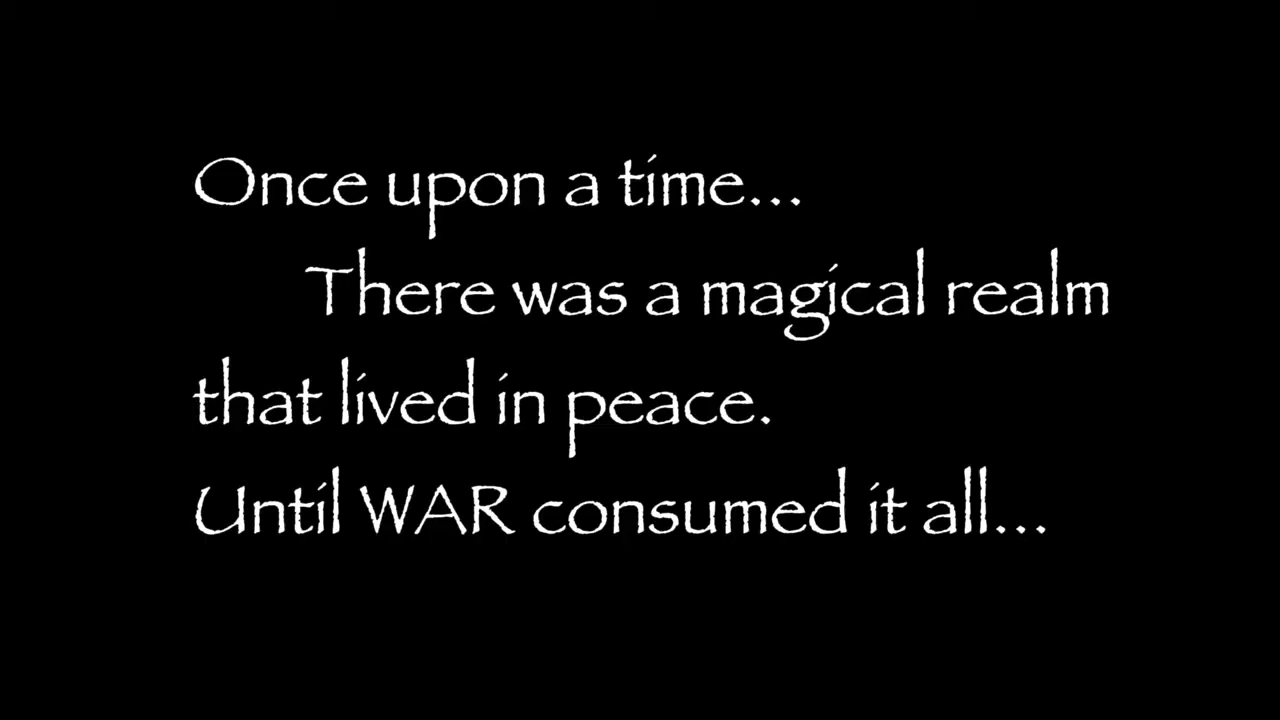 Once upon a time...
There was a magical realm
that lived in peace.
Until WAR consumed it all...